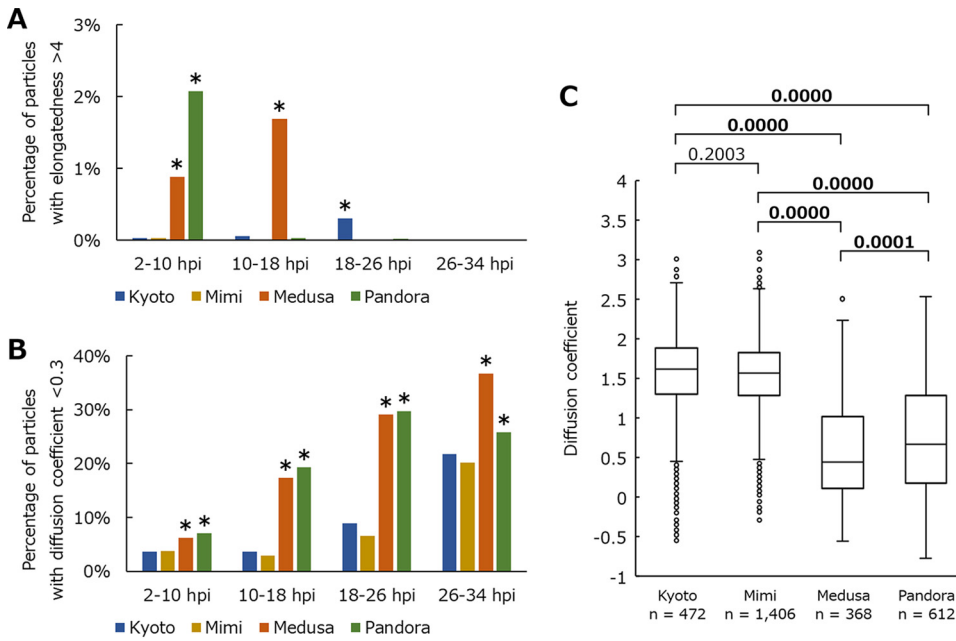 A
Percentage of particles
with elongatedness >4
3%
2%
1%
0%
*
*
*
*
2-10 hpi 10-18 hpi 18-26 hpi 26-34 hpi
Kyoto Mimi Medusa Pandora
B
Percentage of particles
with diffusion coefficient <0.3
40%
30%
20%
10%
0%
* *
* *
* *
* *
2-10 hpi 10-18 hpi 18-26 hpi 26-34 hpi
Kyoto Mimi Medusa Pandora
C
0.0000
0.0000
0.2003
0.0000
0.0000
0.0001
Diffusion coefficient
4
3.5
3
2.5
2
1.5
1
0.5
0
-0.5
-1
Kyoto Mimi Medusa Pandora
n = 472 n = 1,406 n = 368 n = 612